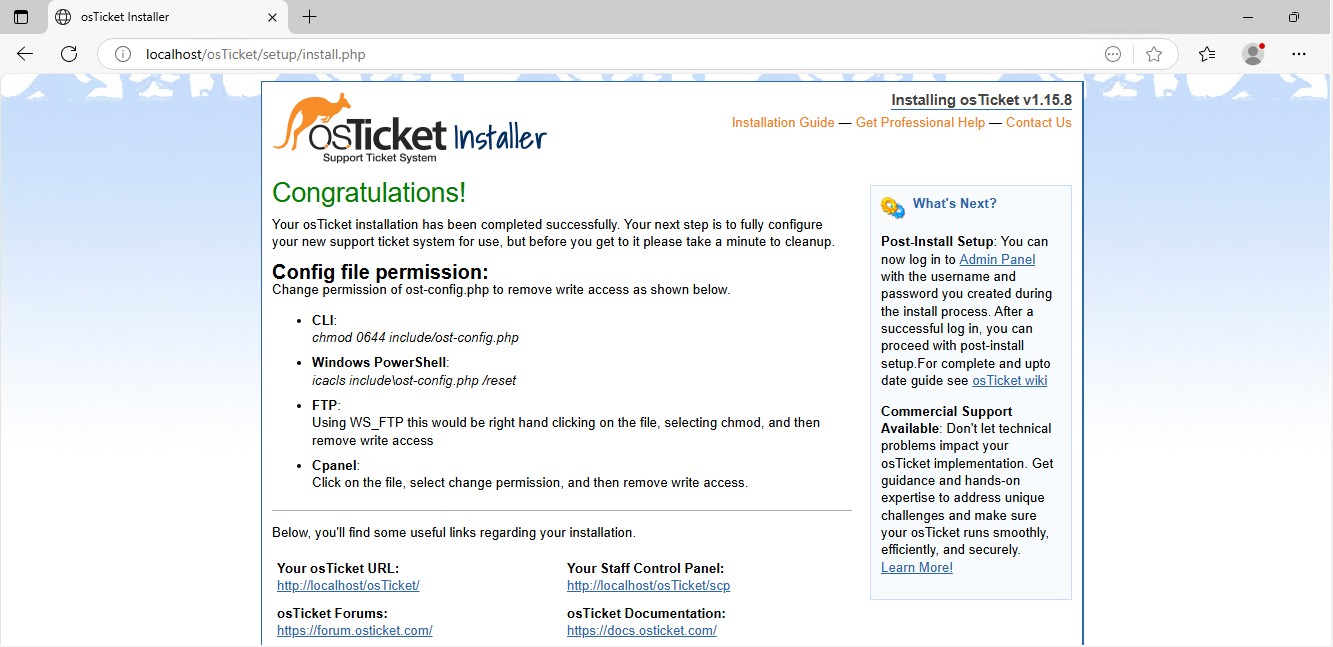 osTicket Installer
localhost/osTicket/setup/install.php
osTicket Installer
Support Ticket System
Installing osTicket v1.15.8
Installation Guide — Get Professional Help — Contact Us
Congratulations!
Your osTicket installation has been completed successfully. Your next step is to fully configure
your new support ticket system for use, but before you get to it please take a minute to cleanup.
Config file permission:
Change permission of ost-config.php to remove write access as shown below.
• CLI:
chmod 0644 include/ost-config.php
• Windows PowerShell:
icacls include\ost-config.php /reset
• FTP:
Using WS_FTP this would be right hand clicking on the file, selecting chmod, and then
remove write access
• Cpanel:
Click on the file, select change permission, and then remove write access.
Below, you'll find some useful links regarding your installation.
Your osTicket URL:
http://localhost/osTicket/
Your Staff Control Panel:
http://localhost/osTicket/scp
osTicket Forums:
https://forum.osticket.com/
osTicket Documentation:
https://docs.osticket.com/
What's Next?
Post-Install Setup: You can
now log in to Admin Panel
with the username and
password you created during
the install process. After a
successful log in, you can
proceed with post-install
setup.For complete and upto
date guide see osTicket wiki
Commercial Support
Available: Don't let technical
problems impact your
osTicket implementation. Get
guidance and hands-on
expertise to address unique
challenges and make sure
your osTicket runs smoothly,
efficiently, and securely.
Learn More!